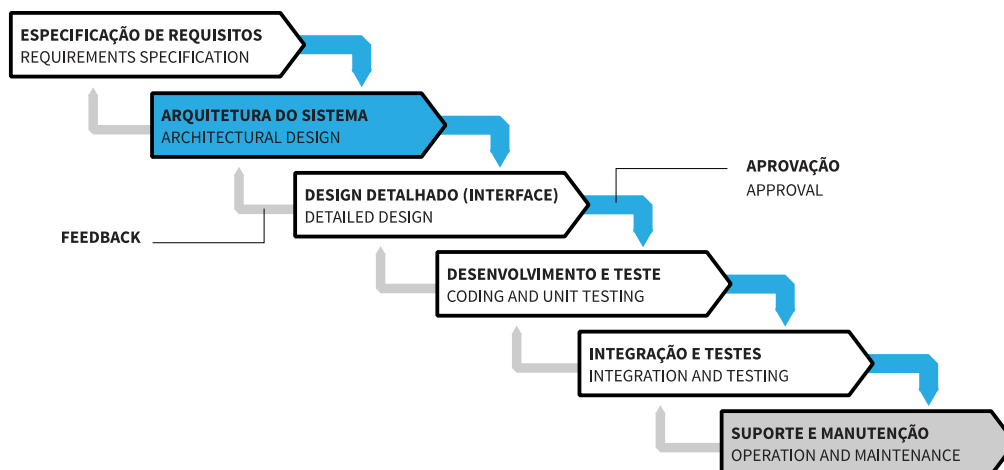 ESPECIFICAÇÃO DE REQUISITOS
REQUIREMENTS SPECIFICATION
ARQUITETURA DO SISTEMA
ARCHITECTURAL DESIGN
APROVAÇÃO
APPROVAL
DESIGN DETALHADO (INTERFACE)
DETAILED DESIGN
FEEDBACK
DESENVOLVIMENTO E TESTE
CODING AND UNIT TESTING
INTEGRAÇÃO E TESTES
INTEGRATION AND TESTING
SUPORTE E MANUTENÇÃO
OPERATION AND MAINTENANCE